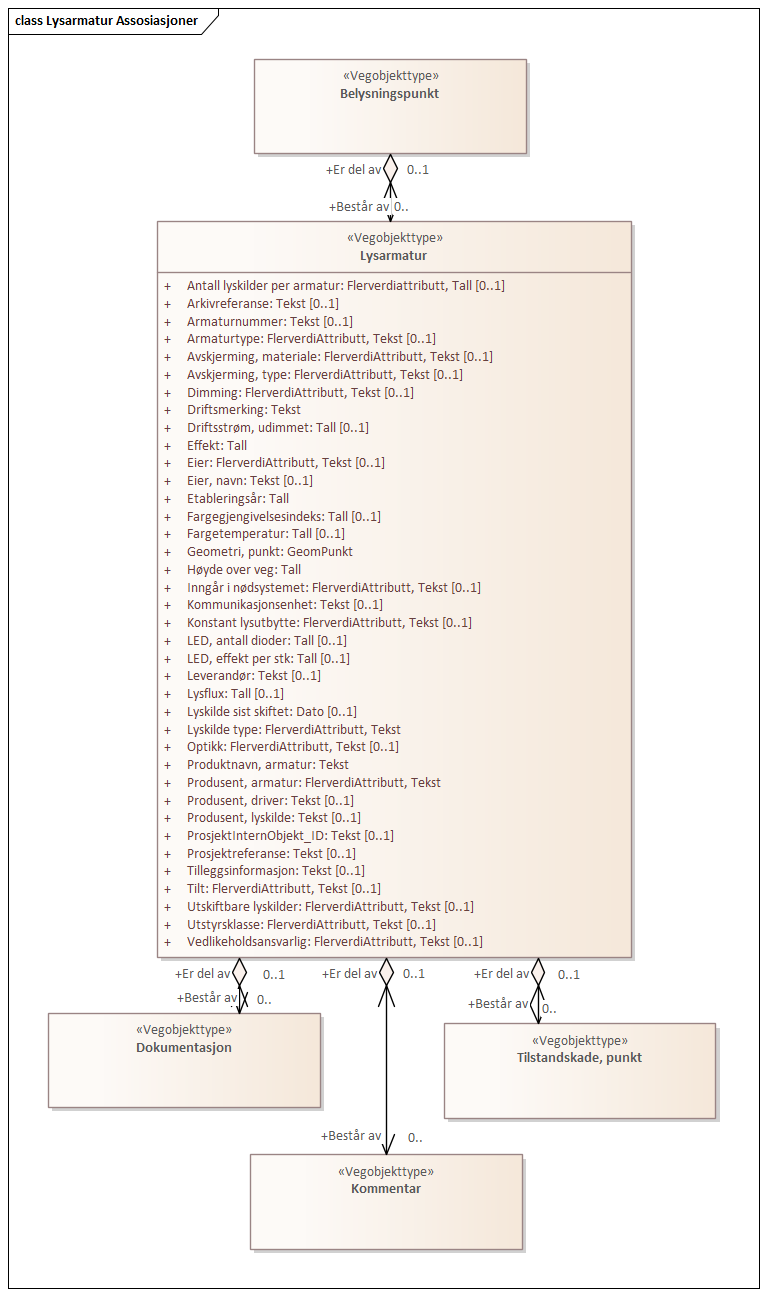 class Lysarmatur Assosiasjoner
«Vegobjekttype»
Belysningspunkt
+Er del av 0..1
+Består av 0..
«Vegobjekttype»
Lysarmatur
+ Antall lyskilder per armatur: Flerverdiattributt, Tall [0..1]
+ Arkivreferanse: Tekst [0..1]
+ Armaturnummer: Tekst [0..1]
+ Armaturtype: FlerverdiAttributt, Tekst [0..1]
+ Avskjerming, materiale: FlerverdiAttributt, Tekst [0..1]
+ Avskjerming, type: FlerverdiAttributt, Tekst [0..1]
+ Dimming: FlerverdiAttributt, Tekst [0..1]
+ Driftsmerking: Tekst
+ Driftsstrøm, udimmet: Tall [0..1]
+ Effekt: Tall
+ Eier: FlerverdiAttributt, Tekst [0..1]
+ Eier, navn: Tekst [0..1]
+ Etableringsår: Tall
+ Fargegjengivelsesindeks: Tall [0..1]
+ Fargetemperatur: Tall [0..1]
+ Geometri, punkt: GeomPunkt
+ Høyde over veg: Tall
+ Inngår i nødsystemet: FlerverdiAttributt, Tekst [0..1]
+ Kommunikasjonsenhet: Tekst [0..1]
+ Konstant lysutbytte: FlerverdiAttributt, Tekst [0..1]
+ LED, antall dioder: Tall [0..1]
+ LED, effekt per stk: Tall [0..1]
+ Leverandør: Tekst [0..1]
+ Lysflux: Tall [0..1]
+ Lyskilde sist skiftet: Dato [0..1]
+ Lyskilde type: FlerverdiAttributt, Tekst
+ Optikk: FlerverdiAttributt, Tekst [0..1]
+ Produktnavn, armatur: Tekst
+ Produsent, armatur: FlerverdiAttributt, Tekst
+ Produsent, driver: Tekst [0..1]
+ Produsent, lyskilde: Tekst [0..1]
+ ProsjektInternObjekt_ID: Tekst [0..1]
+ Prosjektreferanse: Tekst [0..1]
+ Tilleggsinformasjon: Tekst [0..1]
+ Tilt: FlerverdiAttributt, Tekst [0..1]
+ Utskiftbare lyskilder: FlerverdiAttributt, Tekst [0..1]
+ Utstyrsklasse: FlerverdiAttributt, Tekst [0..1]
+ Vedlikeholdsansvarlig: FlerverdiAttributt, Tekst [0..1]
+Er del av 0..1 +Er del av 0..1 +Er del av 0..1
+Består av 0.. +Består av 0..
«Vegobjekttype»
Dokumentasjon
«Vegobjekttype»
Tilstandskade, punkt
+Består av 0..
«Vegobjekttype»
Kommentar